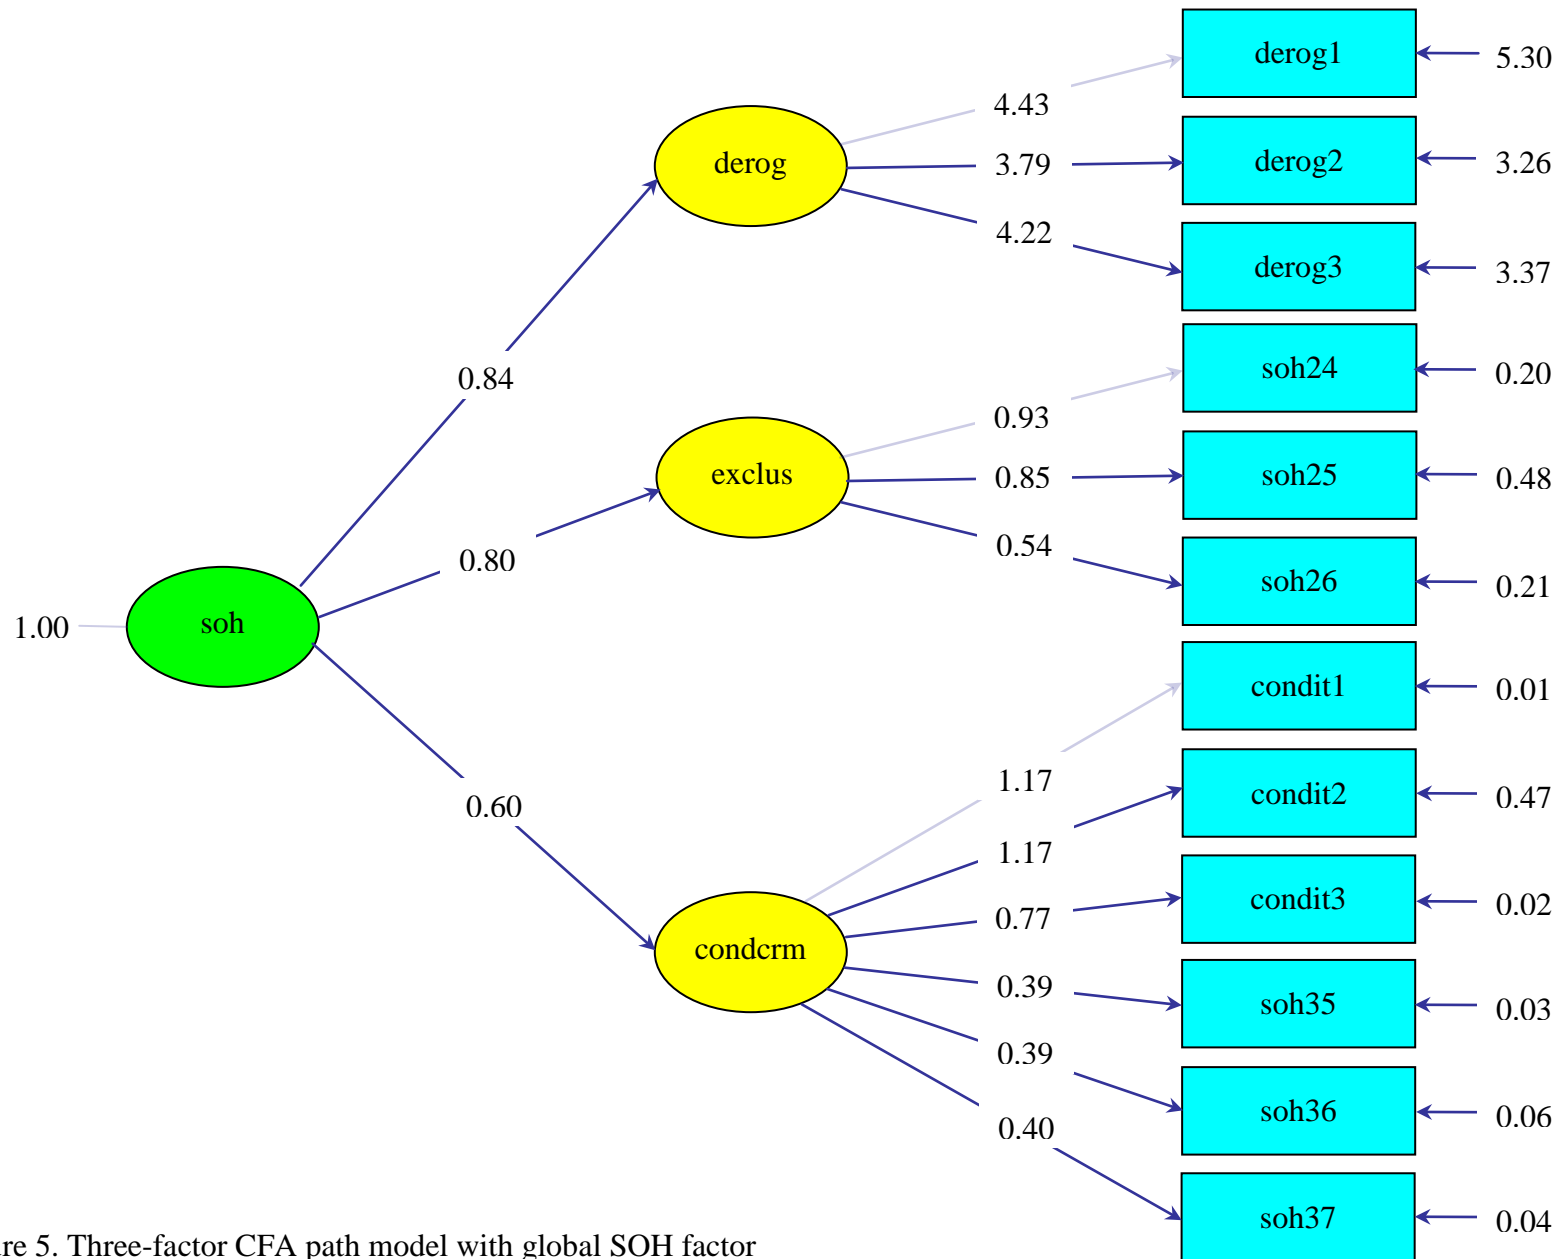 derog1
5.30
4.43
derog
3.79
derog2
3.26
4.22
derog3
3.37
0.84
soh24
0.20
0.93
exclus
0.85
soh25
0.48
0.54
0.80
soh26
0.21
1.00
soh
condit1
0.01
1.17
condit2
0.47
0.60
1.17
condit3
0.02
0.77
condcrm
0.39
soh35
0.03
0.39
soh36
0.06
0.40
soh37
0.04
re 5. Three-factor CFA path model with global SOH factor